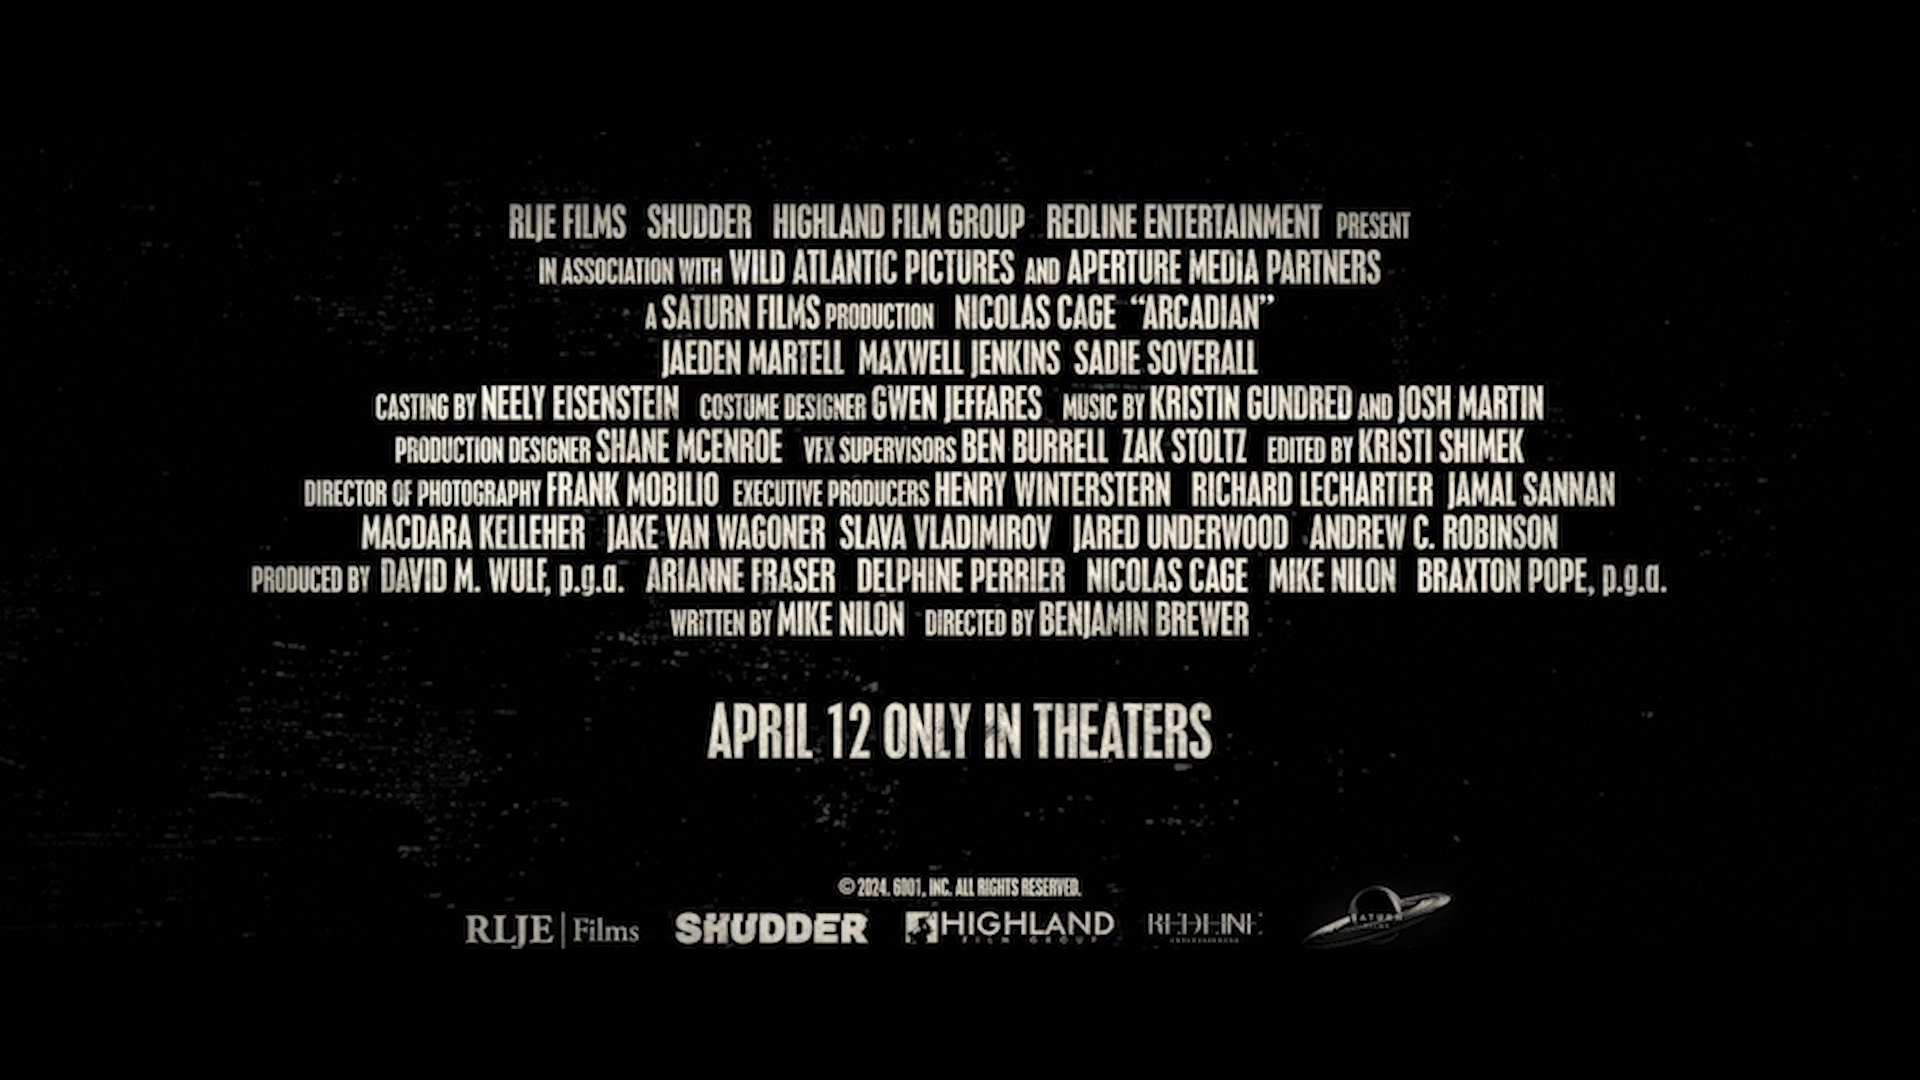 RLJE FILMS SHUDDER HIGHLAND FILM GROUP REDLINE ENTERTAINMENT PRESENT
IN ASSOCIATION WITH WILD ATLANTIC PICTURES AND APERTURE MEDIA PARTNERS
A SATURN FILMS PRODUCTION NICOLAS CAGE “ARCADIAN”
JAEDEN MARTELL MAXWELL JENKINS SADIE SOVERALL
CASTING BY NEELY EISENSTEIN COSTUME DESIGNER GWEN JEFFARES MUSIC BY KRISTIN GUNDRED AND JOSH MARTIN
PRODUCTION DESIGNER SHANE MCENROE VFX SUPERVISORS BEN BURRELL ZAK STOLTZ EDITED BY KRISTI SHIMEK
DIRECTOR OF PHOTOGRAPHY FRANK MOBILIO EXECUTIVE PRODUCERS HENRY WINTERSTERN RICHARD LECHARTIER JAMAL SANNAN
MACDARA KELLEHER JAKE VAN WAGONER SLAVA VLADIMIROV JARED UNDERWOOD ANDREW C. ROBINSON
PRODUCED BY DAVID M. WULF, p.g.a. ARIANNE FRASER DELPHINE PERRIER NICOLAS CAGE MIKE NILON BRAXTON POPE, p.g.a.
WRITTEN BY MIKE NILON DIRECTED BY BENJAMIN BREWER
APRIL 12 ONLY IN THEATERS
© 2024. 6001, INC. ALL RIGHTS RESERVED.
RLJE | Films SHUDDER HIGHLAND REDLINE SATURN
FILM GROUP ENTERTAINMENT FILMS